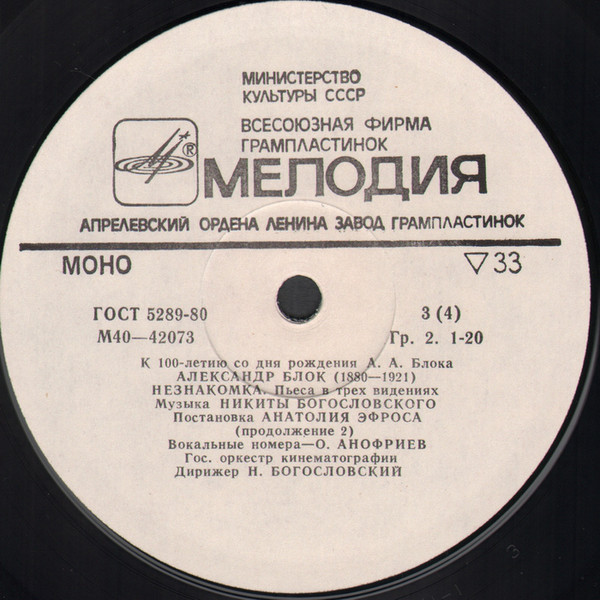 МИНИСТЕРСТВО
КУЛЬТУРЫ СССР
ВСЕСОЮЗНАЯ ФИРМА
ГРАМПЛАСТИНОК
®
МЕЛОДИЯ
АПРЕЛЕВСКИЙ ОРДЕНА ЛЕНИНА ЗАВОД ГРАМПЛАСТИНОК
МОНО ▽33
ГОСТ 5289-80 3 (4)
М40—42073 Гр. 2. 1-20
К 100-летию со дня рождения А. А. Блока
АЛЕКСАНДР БЛОК (1880—1921)
НЕЗНАКОМКА. Пьеса в трех видениях
Музыка НИКИТЫ БОГОСЛОВСКОГО
Постановка АНАТОЛИЯ ЭФРОСА
(продолжение 2)
Вокальные номера—О. АНОФРИЕВ
Гос. оркестр кинематографии
Дирижер Н. БОГОСЛОВСКИЙ
3